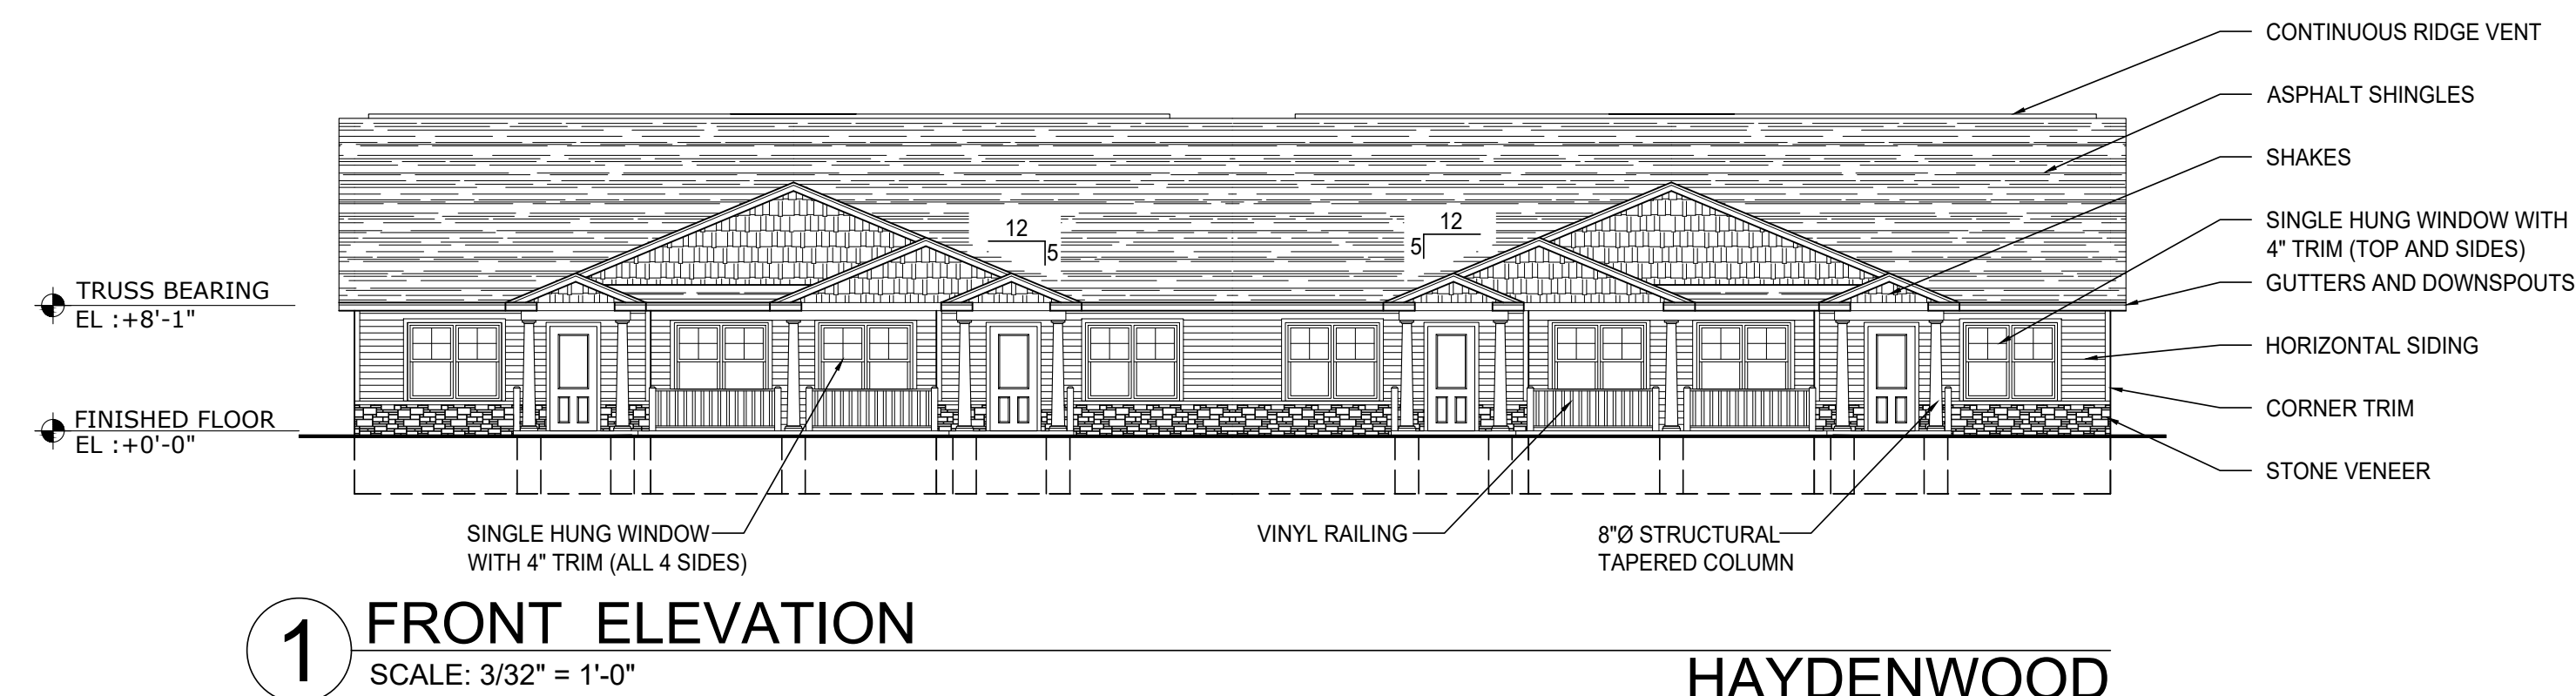 CONTINUOUS RIDGE VENT
ASPHALT SHINGLES
SHAKES
SINGLE HUNG WINDOW WITH
4" TRIM (TOP AND SIDES)
GUTTERS AND DOWNSPOUTS
HORIZONTAL SIDING
CORNER TRIM
STONE VENEER
12
5
12
5
TRUSS BEARING
EL :+8'-1"
FINISHED FLOOR
EL :+0'-0"
SINGLE HUNG WINDOW
WITH 4" TRIM (ALL 4 SIDES)
VINYL RAILING
8"Ø STRUCTURAL
TAPERED COLUMN
1
FRONT ELEVATION
SCALE: 3/32" = 1'-0"
HAYDENWOOD